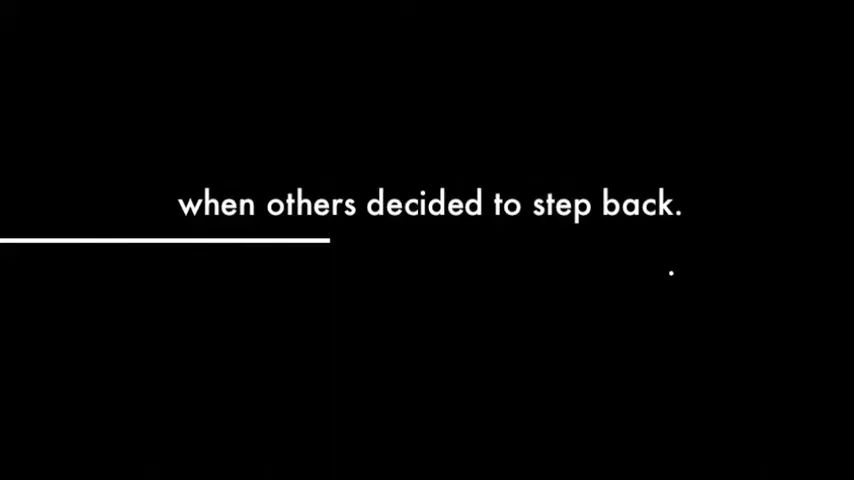 when others decided to step back.
.